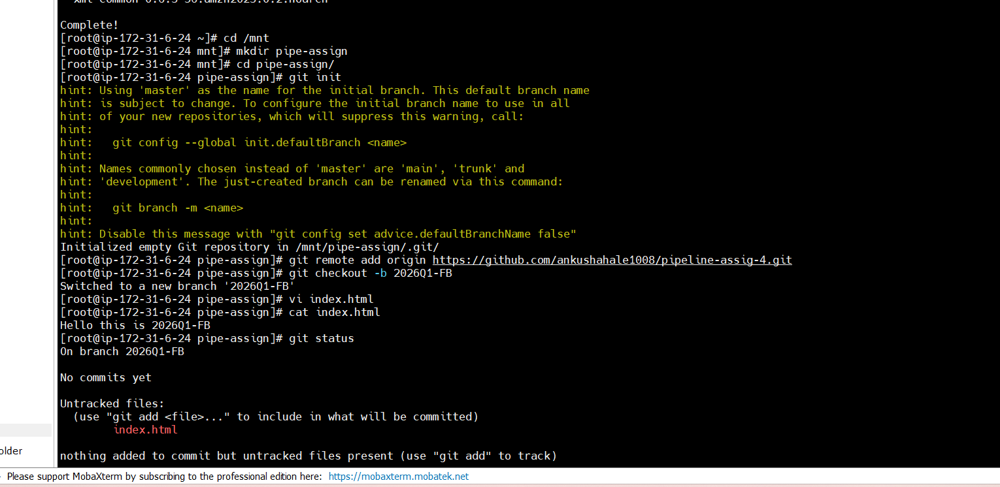 Complete!
[root@ip-172-31-6-24 ~]# cd /mnt
[root@ip-172-31-6-24 mnt]# mkdir pipe-assign
[root@ip-172-31-6-24 mnt]# cd pipe-assign/
[root@ip-172-31-6-24 pipe-assign]# git init
hint: Using 'master' as the name for the initial branch. This default branch name
hint: is subject to change. To configure the initial branch name to use in all
hint: of your new repositories, which will suppress this warning, call:
hint:
hint:   git config --global init.defaultBranch <name>
hint:
hint: Names commonly chosen instead of 'master' are 'main', 'trunk' and
hint: 'development'. The just-created branch can be renamed via this command:
hint:
hint:   git branch -m <name>
hint:
hint: Disable this message with "git config set advice.defaultBranchName false"
Initialized empty Git repository in /mnt/pipe-assign/.git/
[root@ip-172-31-6-24 pipe-assign]# git remote add origin https://github.com/ankushahale1008/pipeline-assig-4.git
[root@ip-172-31-6-24 pipe-assign]# git checkout -b 2026Q1-FB
Switched to a new branch '2026Q1-FB'
[root@ip-172-31-6-24 pipe-assign]# vi index.html
[root@ip-172-31-6-24 pipe-assign]# cat index.html
Hello this is 2026Q1-FB
[root@ip-172-31-6-24 pipe-assign]# git status
On branch 2026Q1-FB
No commits yet
Untracked files:
  (use "git add <file>..." to include in what will be committed)
        index.html
older
nothing added to commit but untracked files present (use "git add" to track)
Please support MobaXterm by subscribing to the professional edition here: https://mobaxterm.mobatek.net